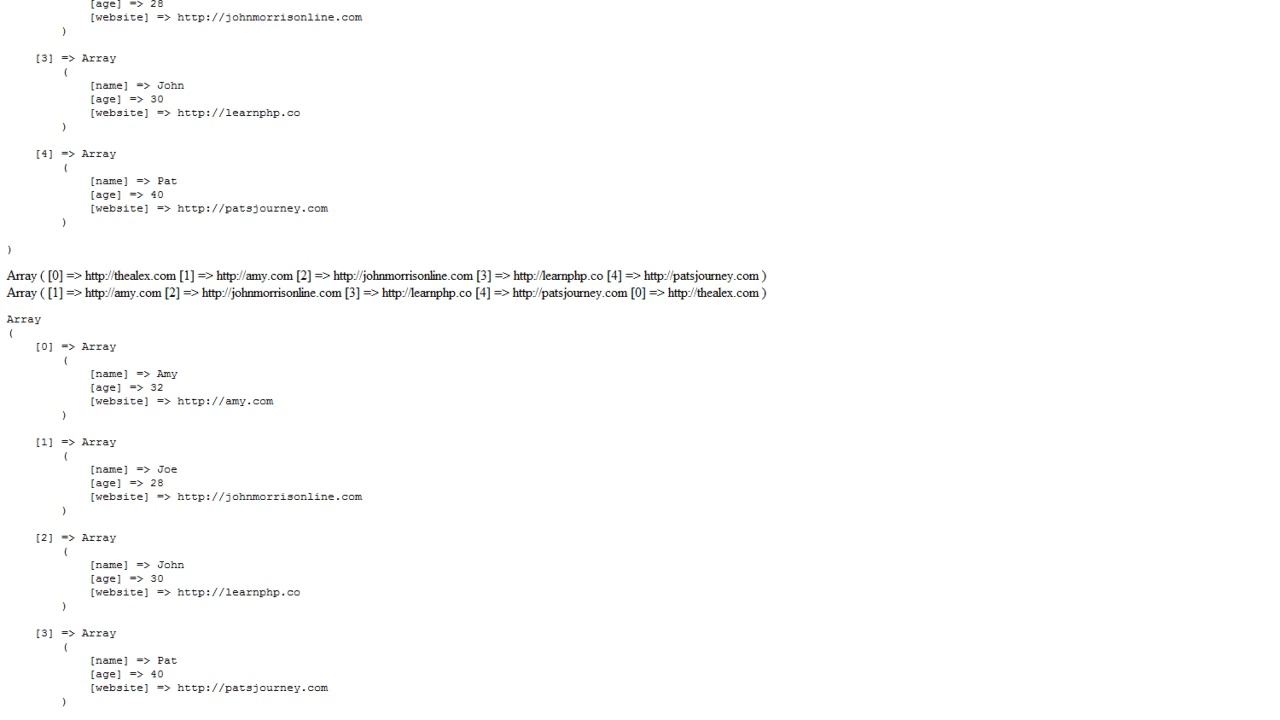 [age] => 28
[website] => http://johnmorrisonline.com
)
[3] => Array
(
[name] => John
[age] => 30
[website] => http://learnphp.co
)
[4] => Array
(
[name] => Pat
[age] => 40
[website] => http://patsjourney.com
)
)
Array ( [0] => http://thealex.com [1] => http://amy.com [2] => http://johnmorrisonline.com [3] => http://learnphp.co [4] => http://patsjourney.com )
Array ( [1] => http://amy.com [2] => http://johnmorrisonline.com [3] => http://learnphp.co [4] => http://patsjourney.com [0] => http://thealex.com )
Array
(
[0] => Array
(
[name] => Amy
[age] => 32
[website] => http://amy.com
)
[1] => Array
(
[name] => Joe
[age] => 28
[website] => http://johnmorrisonline.com
)
[2] => Array
(
[name] => John
[age] => 30
[website] => http://learnphp.co
)
[3] => Array
(
[name] => Pat
[age] => 40
[website] => http://patsjourney.com
)